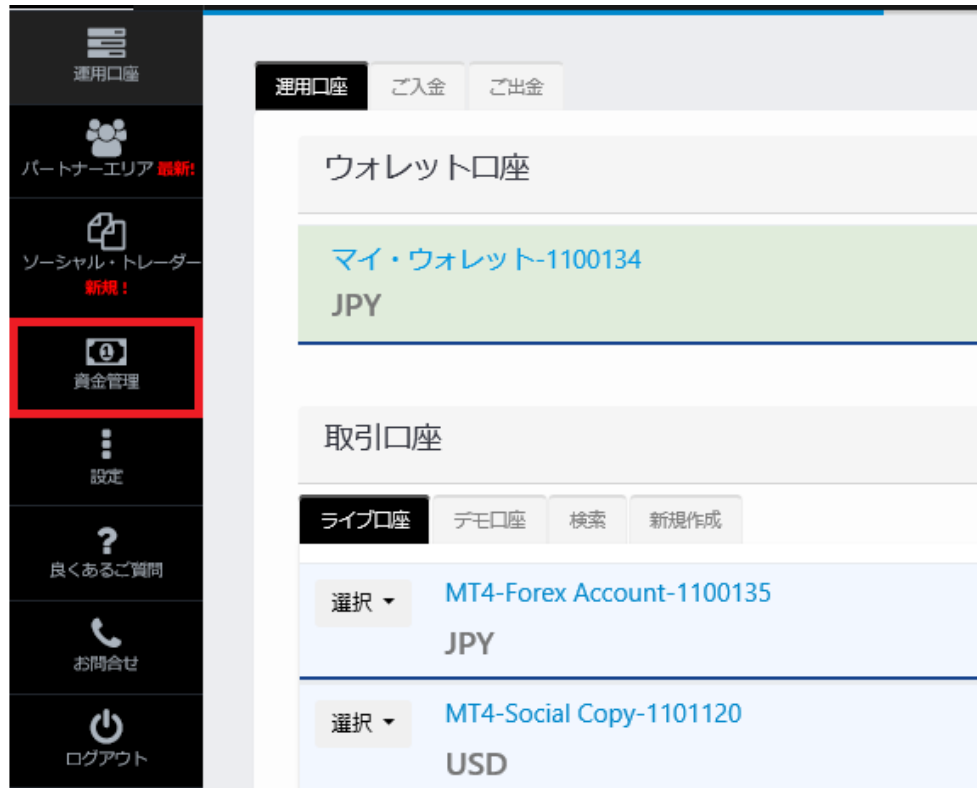 運用口座
パートナーエリア 最新!
ソーシャル・トレーダー
新規！
資金管理
設定
良くあるご質問
お問合せ
ログアウト
運用口座 ご入金 ご出金
ウォレット口座
マイ・ウォレット-1100134
JPY
取引口座
ライブ口座 デモ口座 検索 新規作成
選択 MT4-Forex Account-1100135
JPY
選択 MT4-Social Copy-1101120
USD